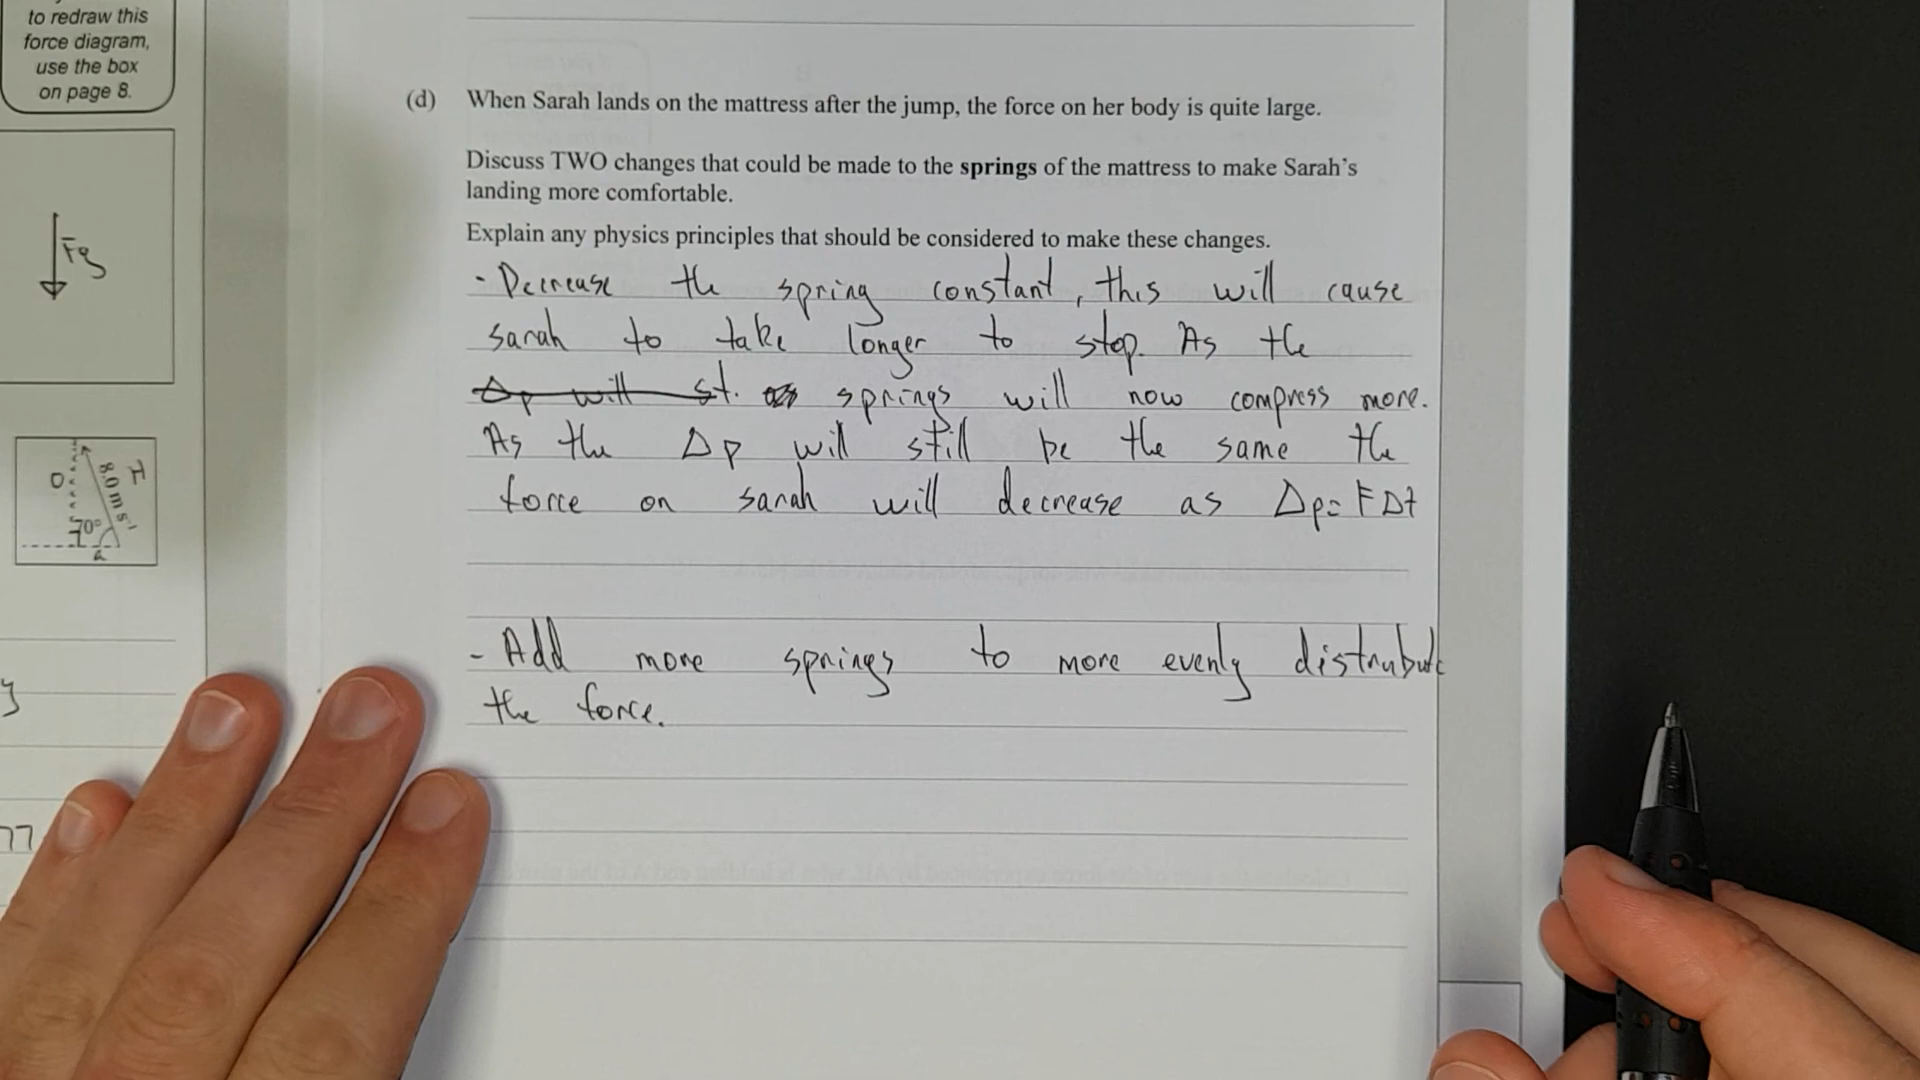 to redraw this
force diagram,
use the box
on page 8.
Fg
H
8.0 m s⁻¹
O
70°
a
y
77
(d) When Sarah lands on the mattress after the jump, the force on her body is quite large.
Discuss TWO changes that could be made to the springs of the mattress to make Sarah's
landing more comfortable.
Explain any physics principles that should be considered to make these changes.
- Decrease the spring constant, this will cause
sarah to take longer to stop. As the
Δp will st. springs will now compress more.
As the Δp will still be the same the
force on sarah will decrease as Δp = FΔt
- Add more springs to more evenly distrubute
the force.